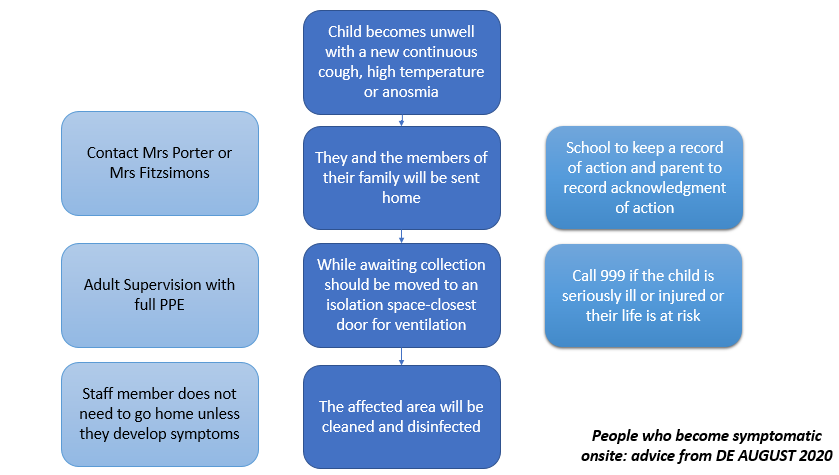 Child becomes unwell
with a new continuous
cough, high temperature
or anosmia
Contact Mrs Porter or
Mrs Fitzsimons
They and the members of
their family will be sent
home
School to keep a record
of action and parent to
record acknowledgment
of action
Adult Supervision with
full PPE
While awaiting collection
should be moved to an
isolation space-closest
door for ventilation
Call 999 if the child is
seriously ill or injured or
their life is at risk
Staff member does not
need to go home unless
they develop symptoms
The affected area will be
cleaned and disinfected
People who become symptomatic
onsite: advice from DE AUGUST 2020